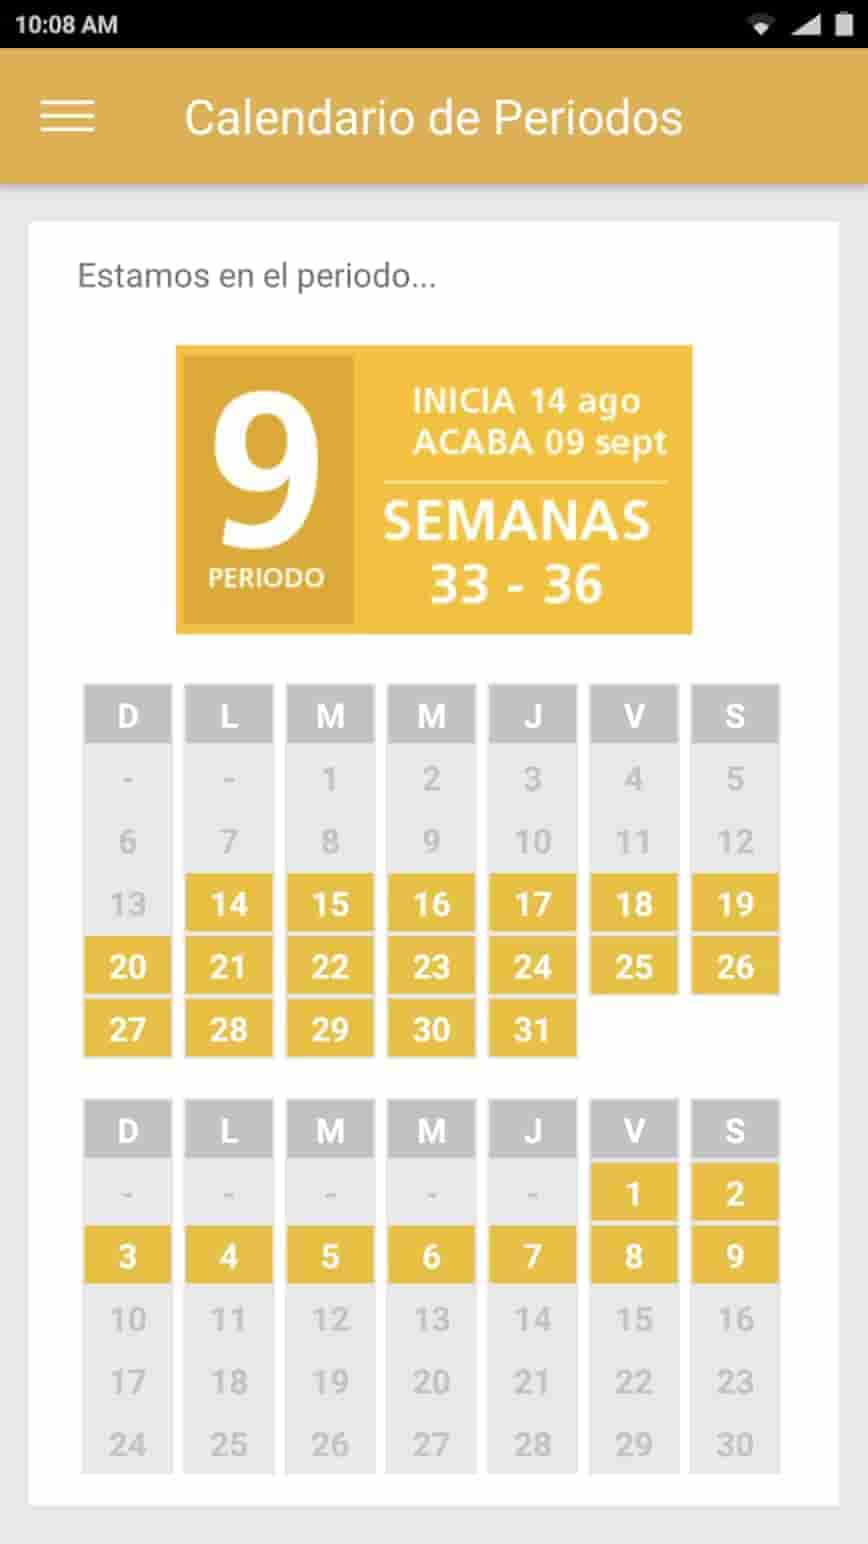 10:08 AM
Calendario de Periodos
Estamos en el periodo...
9
PERIODO
INICIA 14 ago
ACABA 09 sept
SEMANAS
33 - 36
D L M M J V S
- - 1 2 3 4 5
6 7 8 9 10 11 12
13 14 15 16 17 18 19
20 21 22 23 24 25 26
27 28 29 30 31
D L M M J V S
- - - - - 1 2
3 4 5 6 7 8 9
10 11 12 13 14 15 16
17 18 19 20 21 22 23
24 25 26 27 28 29 30